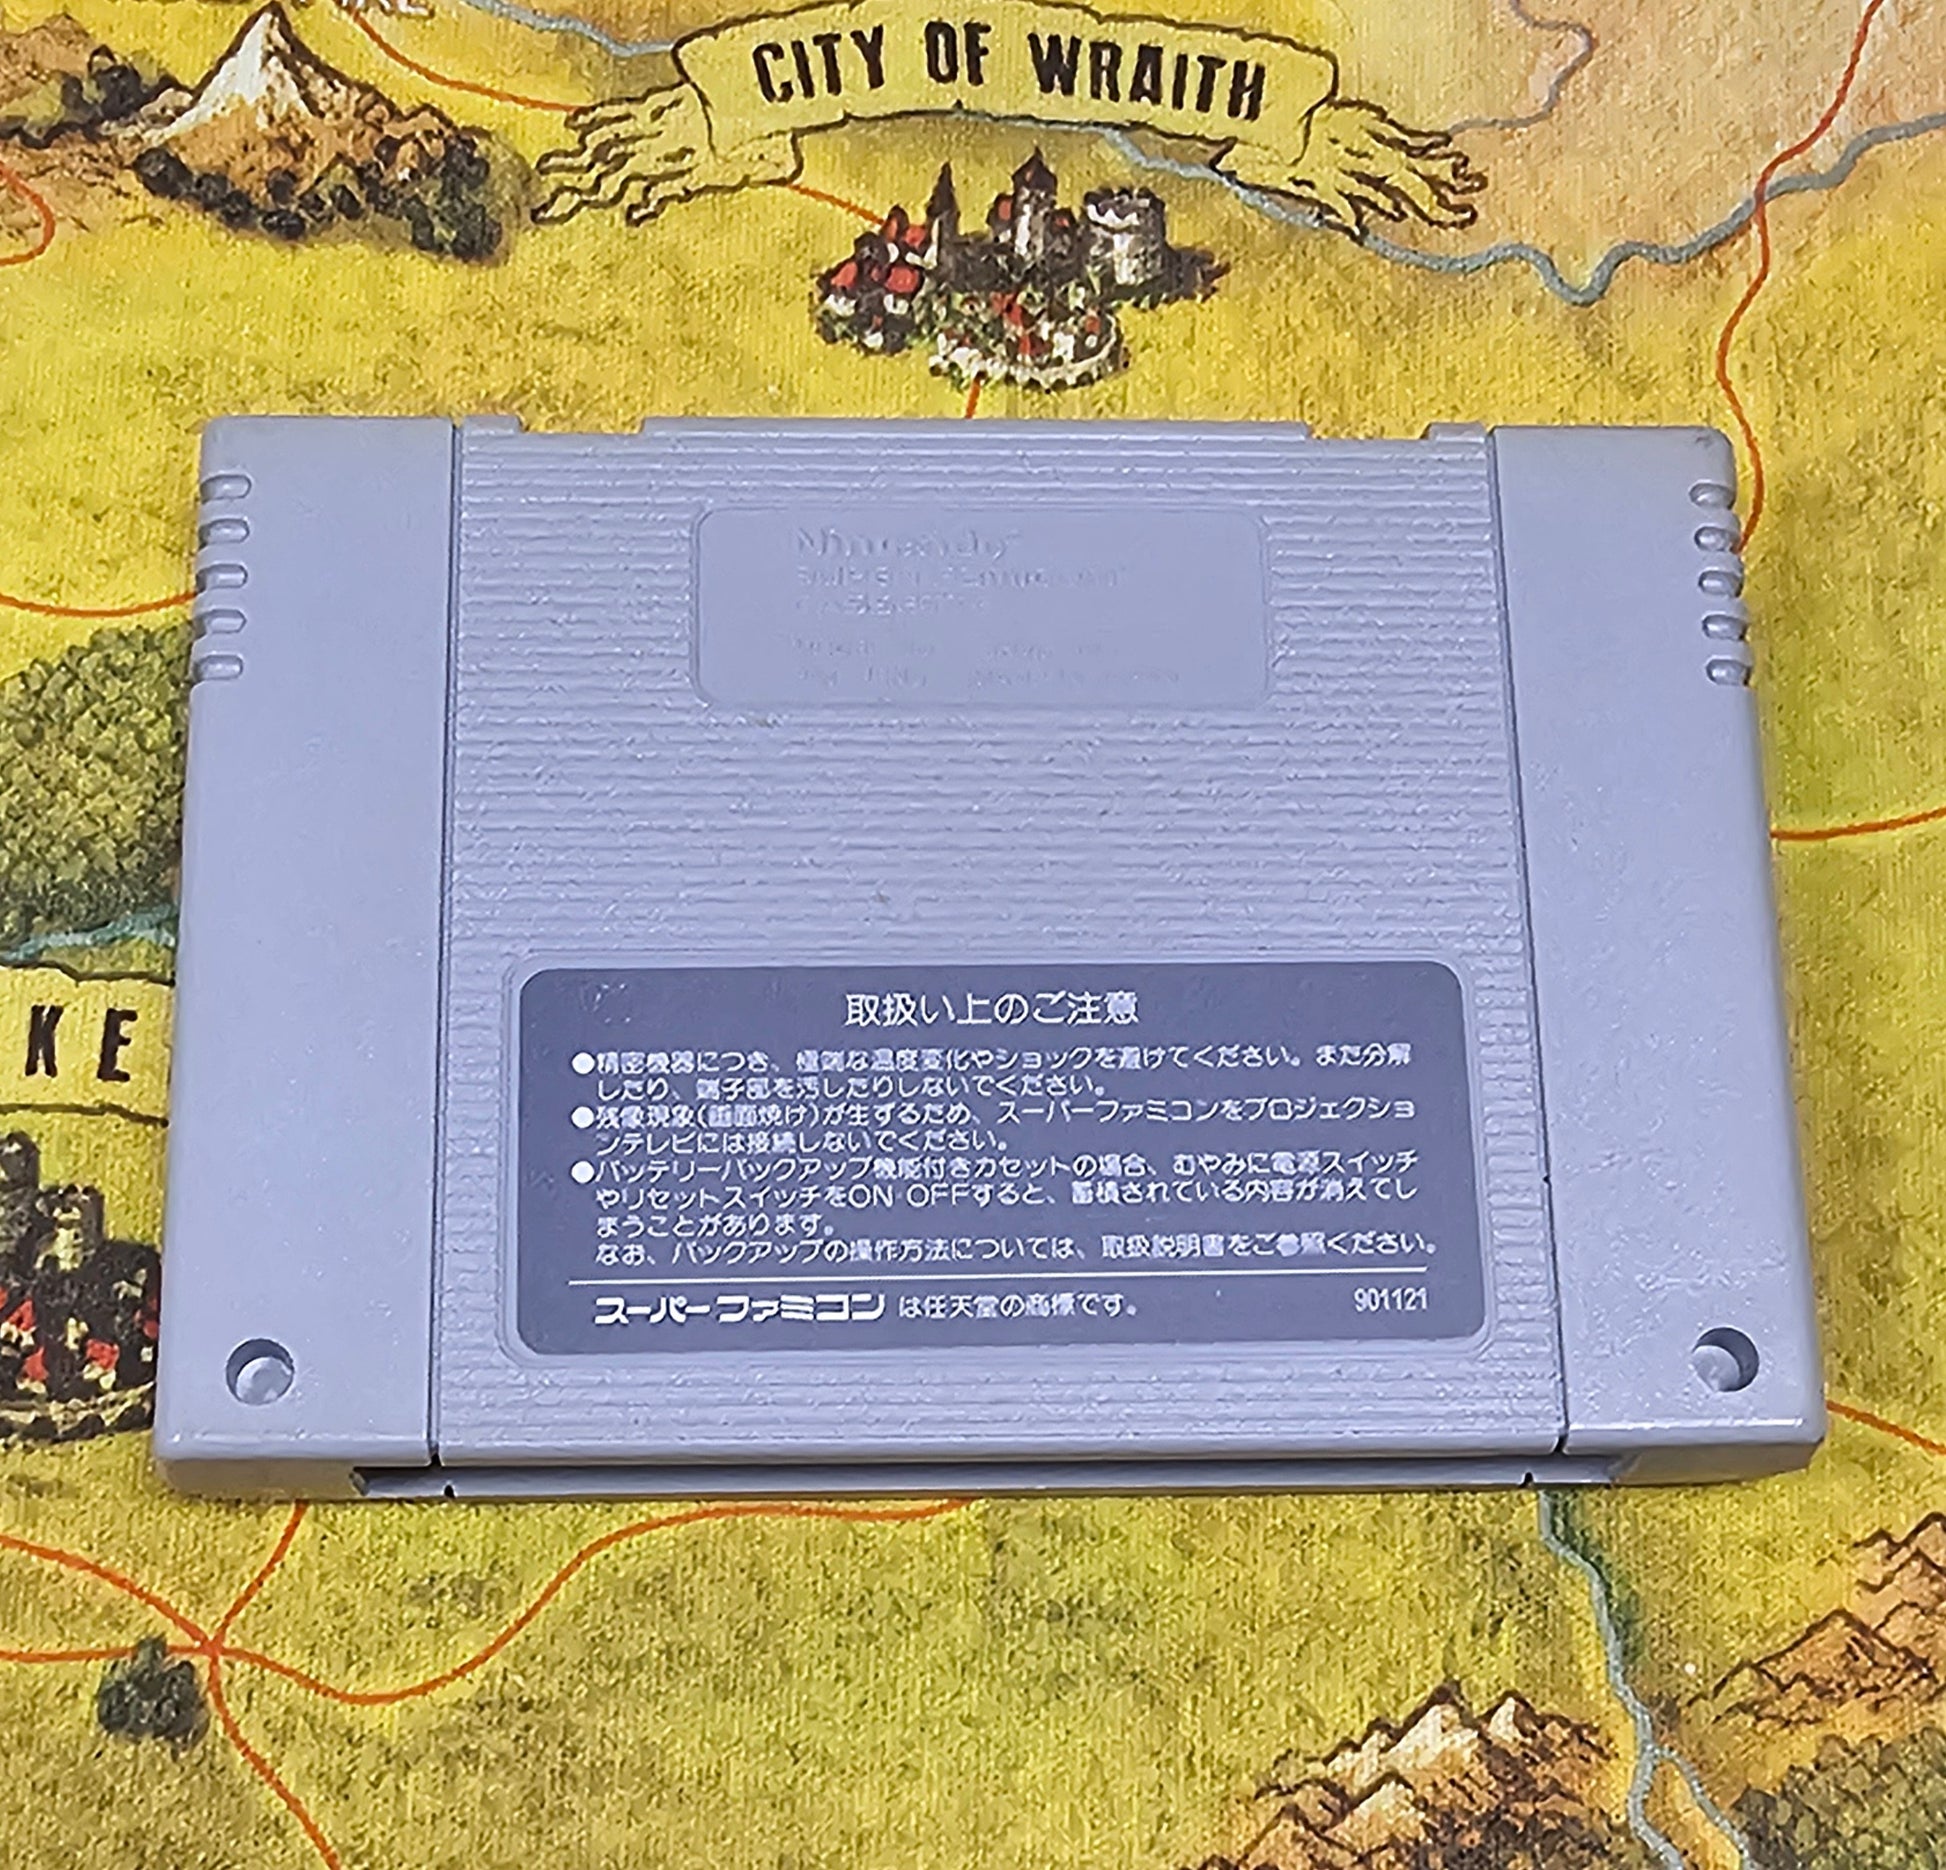 CITY OF WRAITH
Nintendo
KE
取扱い上のご注意
●精密機器につき、極端な温度変化やショックを避けてください。また分解
したり、端子部を汚したりしないでください。
●残像現象(画面焼け)が生ずるため、スーパーファミコンをプロジェクショ
ンテレビには接続しないでください。
●バッテリーバックアップ機能付きカセットの場合、むやみに電源スイッチ
やリセットスイッチをON OFFすると、蓄積されている内容が消えてし
まうことがあります。
なお、バックアップの操作方法については、取扱説明書をご参照ください。
スーパーファミコン は任天堂の商標です。 901121